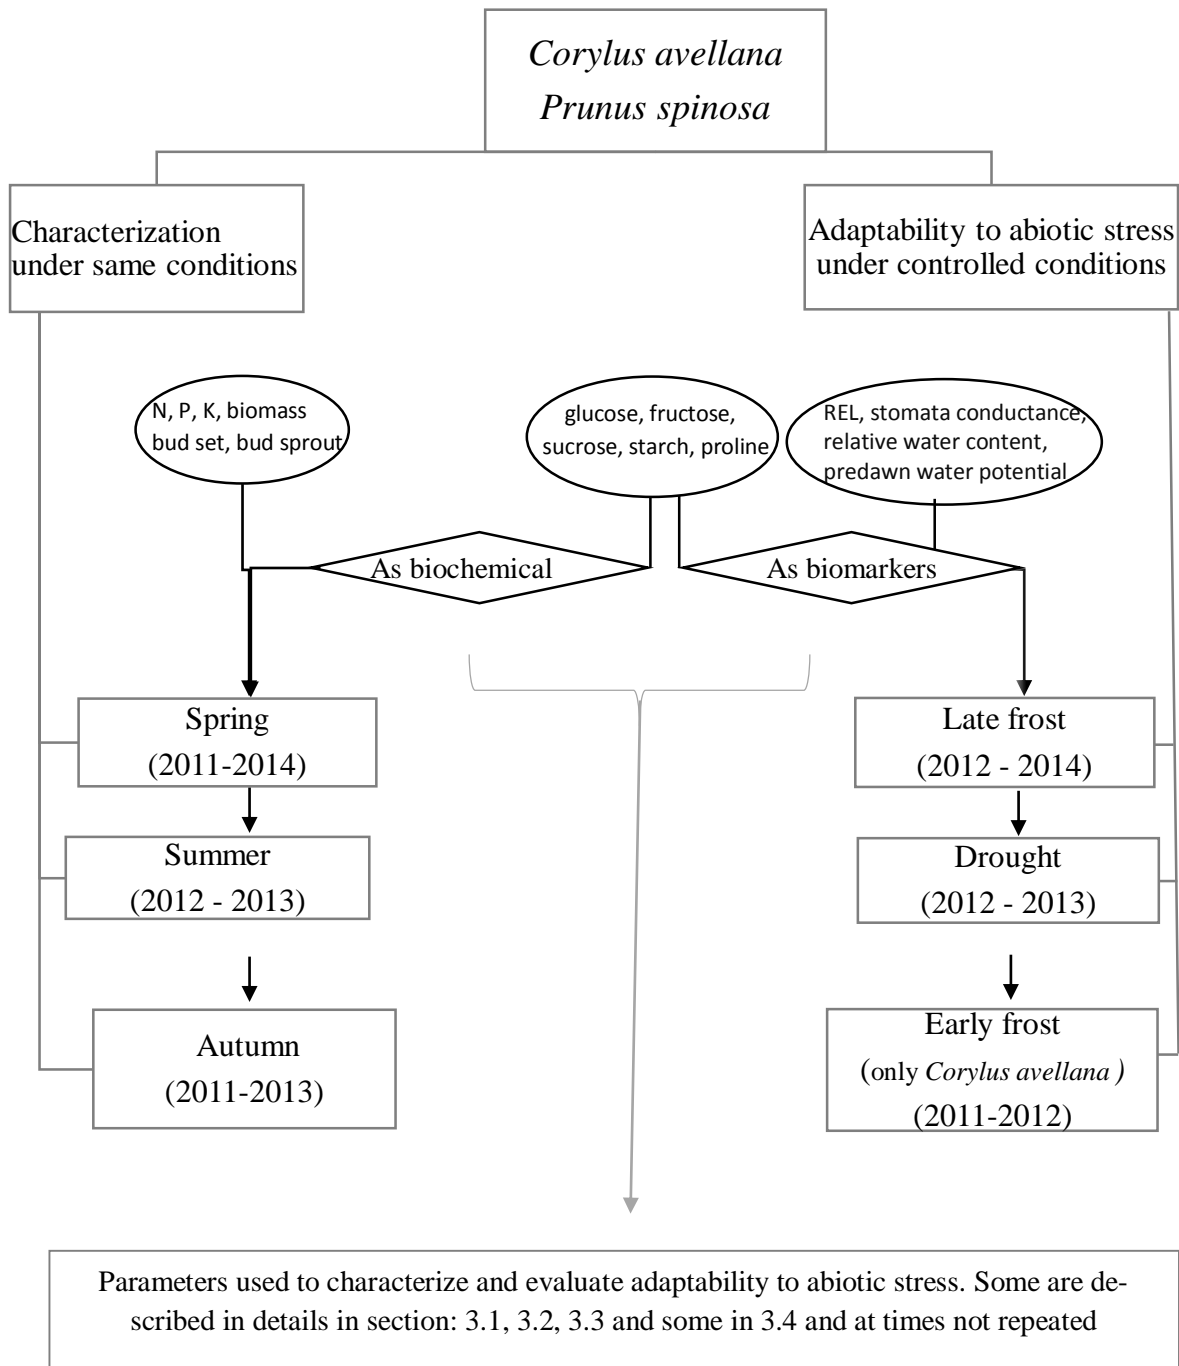 Corylus avellana
Prunus spinosa
Characterization
under same conditions
Adaptability to abiotic stress
under controlled conditions
N, P, K, biomass
bud set, bud sprout
glucose, fructose,
sucrose, starch, proline
REL, stomata conductance,
relative water content,
predawn water potential
As biochemical
As biomarkers
Spring
(2011-2014)
Late frost
(2012 - 2014)
Summer
(2012 - 2013)
Drought
(2012 - 2013)
Autumn
(2011-2013)
Early frost
(only Corylus avellana )
(2011-2012)
Parameters used to characterize and evaluate adaptability to abiotic stress. Some are de-
scribed in details in section: 3.1, 3.2, 3.3 and some in 3.4 and at times not repeated